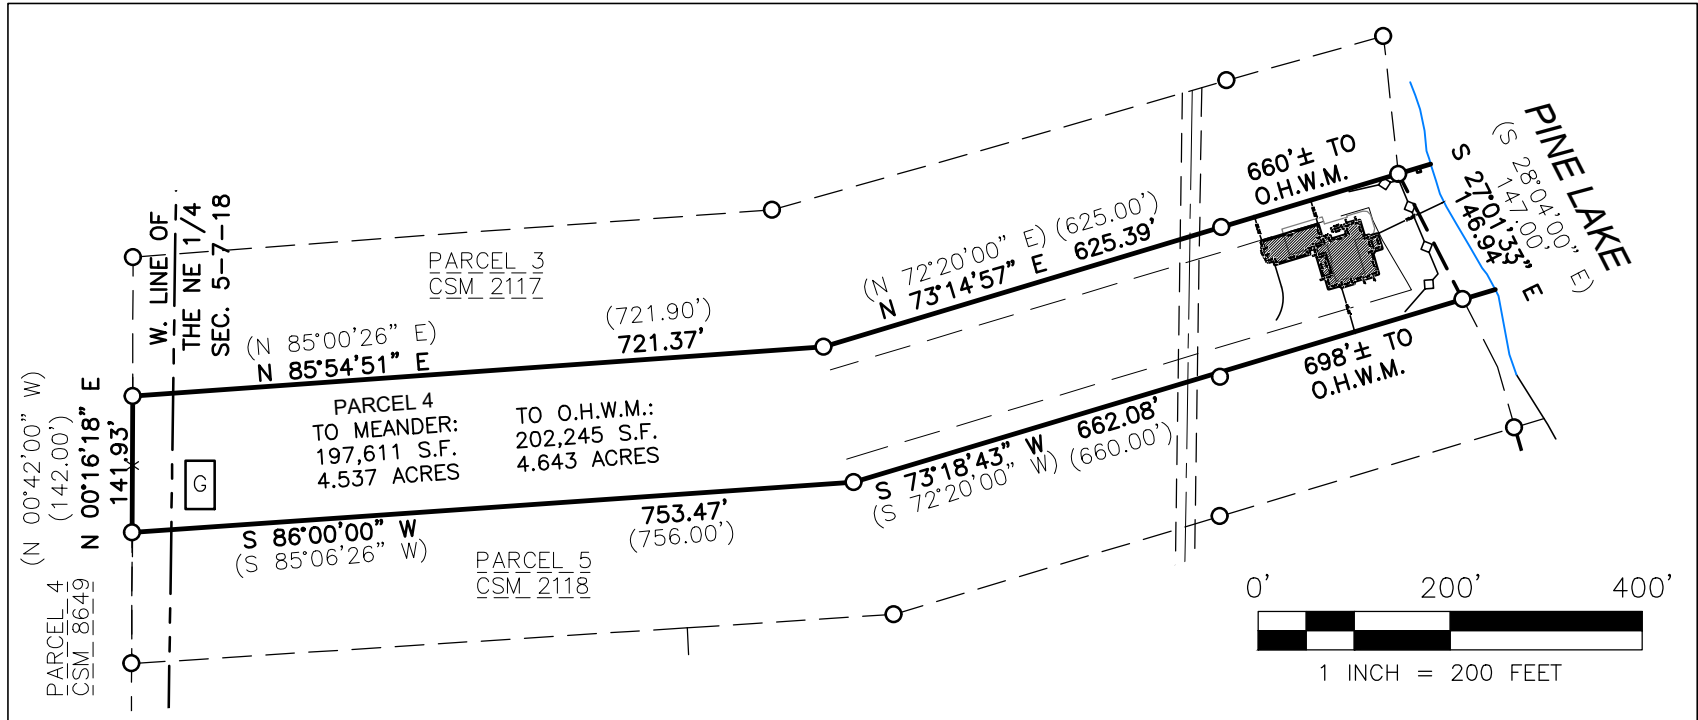 PINE LAKE
(S 28°04'00" E)
147.00'
S 27°01'33" E
146.94'
660'± TO
O.H.W.M.
W. LINE OF
THE NE 1/4
SEC. 5-7-18
PARCEL 3
CSM 2117
(N 72°20'00" E) (625.00')
N 73°14'57" E 625.39'
(721.90')
721.37'
(N 85°00'26" E)
N 85°54'51" E
698'± TO
O.H.W.M.
(N 00°42'00" W)
(142.00')
N 00°16'18" E
141.93'
PARCEL 4
TO MEANDER:
197,611 S.F.
4.537 ACRES
TO O.H.W.M.:
202,245 S.F.
4.643 ACRES
G
S 73°18'43" W 662.08'
(S 72°20'00" W) (660.00')
753.47'
(756.00')
S 86°00'00" W
(S 85°06'26" W)
PARCEL 5
CSM 2118
PARCEL 4
CSM 8649
0' 200' 400'
1 INCH = 200 FEET